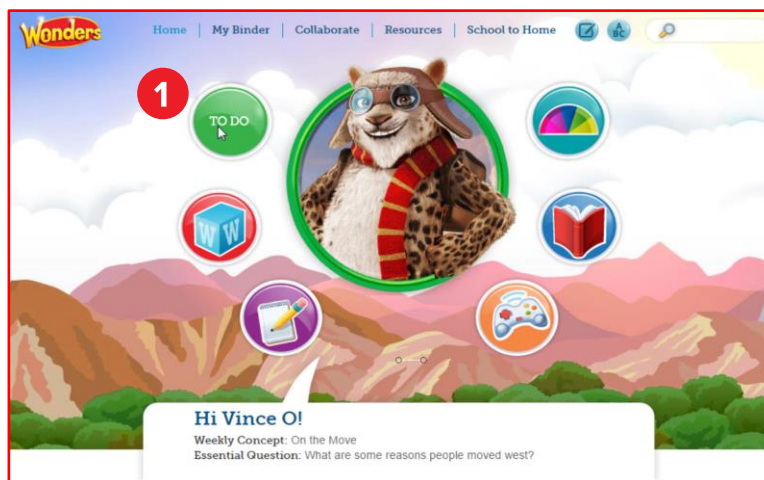 Wonders
Home | My Binder | Collaborate | Resources | School to Home
A
BC
1
TO DO
W W
Hi Vince O!
Weekly Concept: On the Move
Essential Question: What are some reasons people moved west?